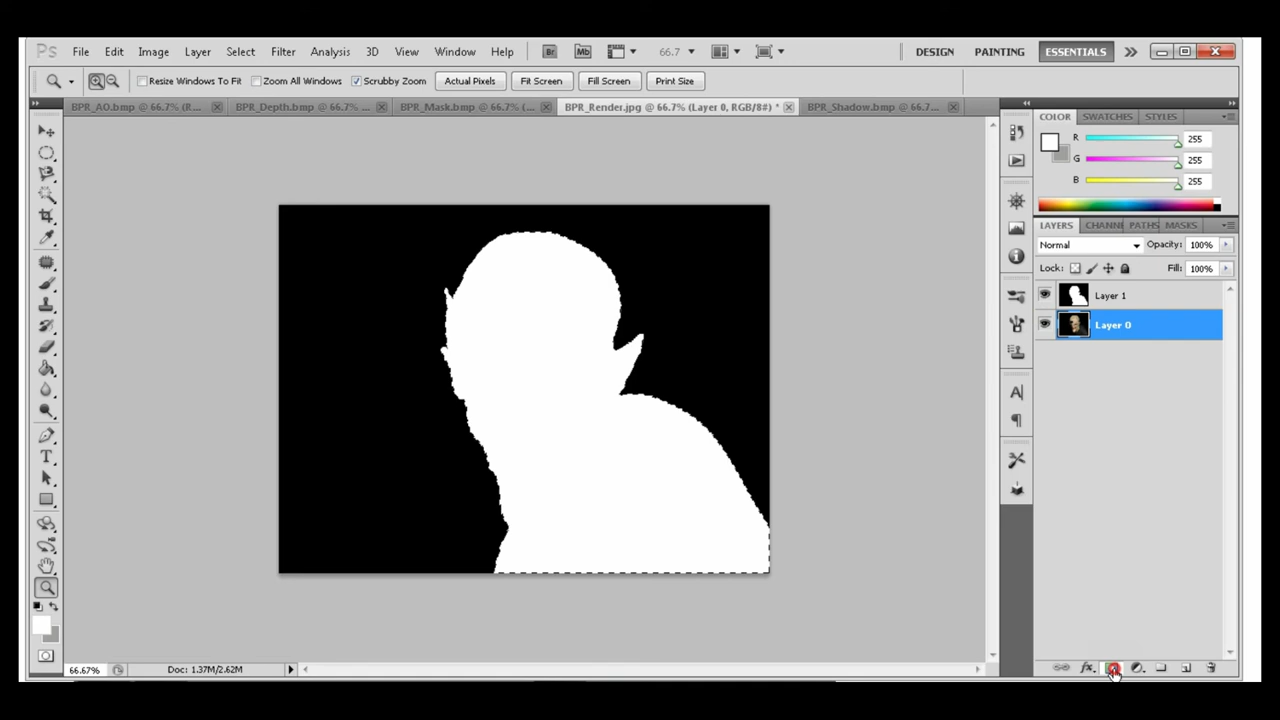 Ps File Edit Image Layer Select Filter Analysis 3D View Window Help Br Mb 66.7 DESIGN PAINTING ESSENTIALS
Resize Windows To Fit Zoom All Windows Scrubby Zoom Actual Pixels Fit Screen Fill Screen Print Size
BPR_AO.bmp @ 66.7% (R... BPR_Depth.bmp @ 66.7% ... BPR_Mask.bmp @ 66.7% (... BPR_Render.jpg @ 66.7% (Layer 0, RGB/8#) * BPR_Shadow.bmp @ 66.7...
COLOR SWATCHES STYLES
R 255
G 255
B 255
LAYERS CHANNE PATHS MASKS
Normal Opacity: 100%
Lock: Fill: 100%
Layer 1
Layer 0
66.67% Doc: 1.37M/2.62M fx